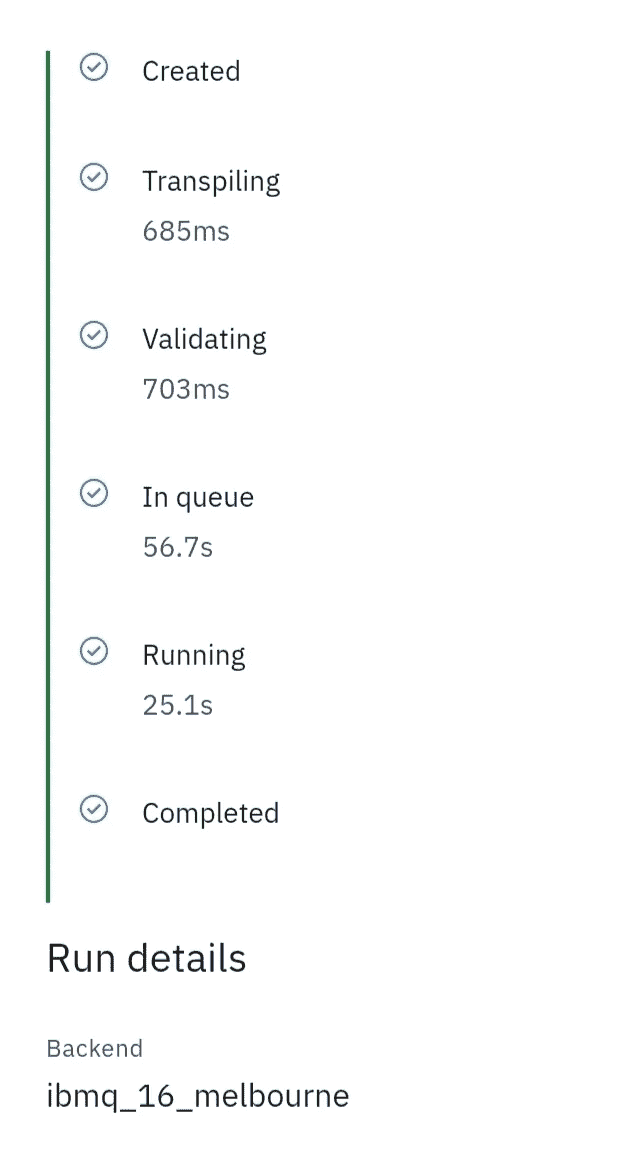 Created
Transpiling
685ms
Validating
703ms
In queue
56.7s
Running
25.1s
Completed
Run details
Backend
ibmq_16_melbourne